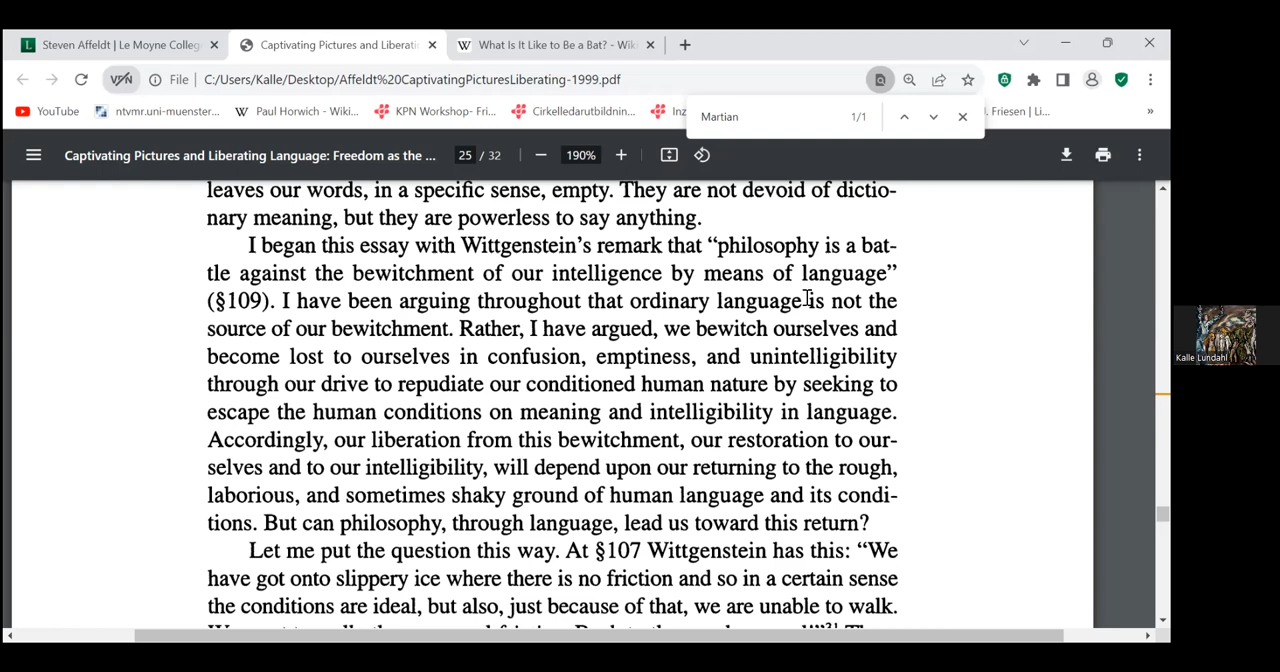 Steven Affeldt | Le Moyne Colleg
Captivating Pictures and Liberati
What Is It Like to Be a Bat? - Wiki
VPN
File
C:/Users/Kalle/Desktop/Affeldt%20CaptivatingPicturesLiberating-1999.pdf
YouTube
ntvmr.uni-muenster...
Paul Horwich - Wiki...
KPN Workshop- Fri...
Cirkelledarutbildnin...
Inz
. Friesen | Li...
»
Martian
1/1
Captivating Pictures and Liberating Language: Freedom as the ...
25 / 32
190%
leaves our words, in a specific sense, empty. They are not devoid of dictio-
nary meaning, but they are powerless to say anything.
I began this essay with Wittgenstein's remark that “philosophy is a bat-
tle against the bewitchment of our intelligence by means of language”
(§109). I have been arguing throughout that ordinary language is not the
source of our bewitchment. Rather, I have argued, we bewitch ourselves and
become lost to ourselves in confusion, emptiness, and unintelligibility
through our drive to repudiate our conditioned human nature by seeking to
escape the human conditions on meaning and intelligibility in language.
Accordingly, our liberation from this bewitchment, our restoration to our-
selves and to our intelligibility, will depend upon our returning to the rough,
laborious, and sometimes shaky ground of human language and its condi-
tions. But can philosophy, through language, lead us toward this return?
Let me put the question this way. At §107 Wittgenstein has this: “We
have got onto slippery ice where there is no friction and so in a certain sense
the conditions are ideal, but also, just because of that, we are unable to walk.
Kalle Lundahl